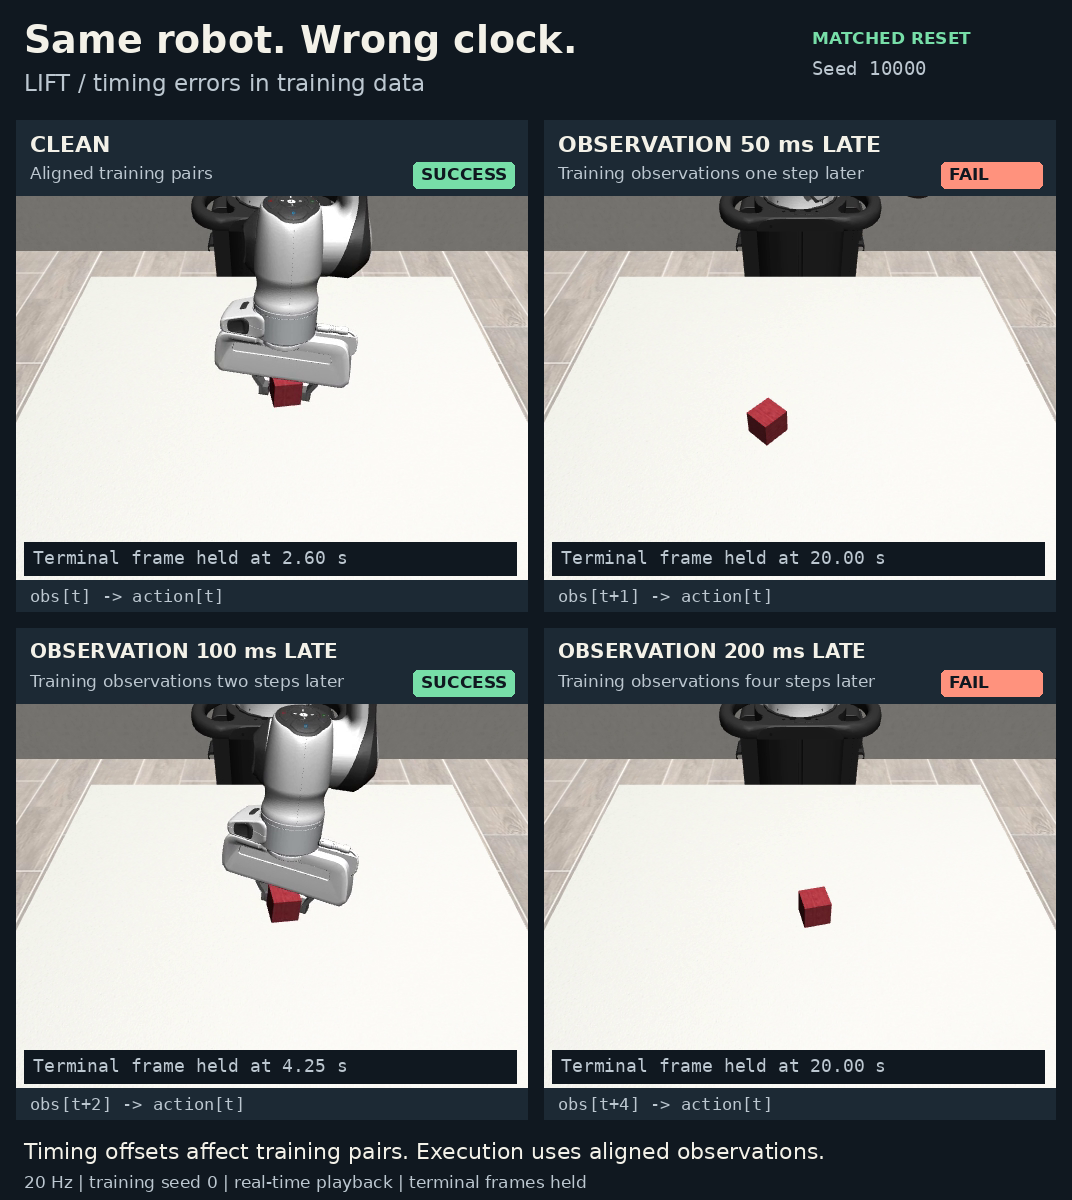 Same robot. Wrong clock.
MATCHED RESET
LIFT / timing errors in training data
Seed 10000
CLEAN
Aligned training pairs
SUCCESS
Terminal frame held at 2.60 s
obs[t] -> action[t]
OBSERVATION 50 ms LATE
Training observations one step later
FAIL
Terminal frame held at 20.00 s
obs[t+1] -> action[t]
OBSERVATION 100 ms LATE
Training observations two steps later
SUCCESS
Terminal frame held at 4.25 s
obs[t+2] -> action[t]
OBSERVATION 200 ms LATE
Training observations four steps later
FAIL
Terminal frame held at 20.00 s
obs[t+4] -> action[t]
Timing offsets affect training pairs. Execution uses aligned observations.
20 Hz | training seed 0 | real-time playback | terminal frames held